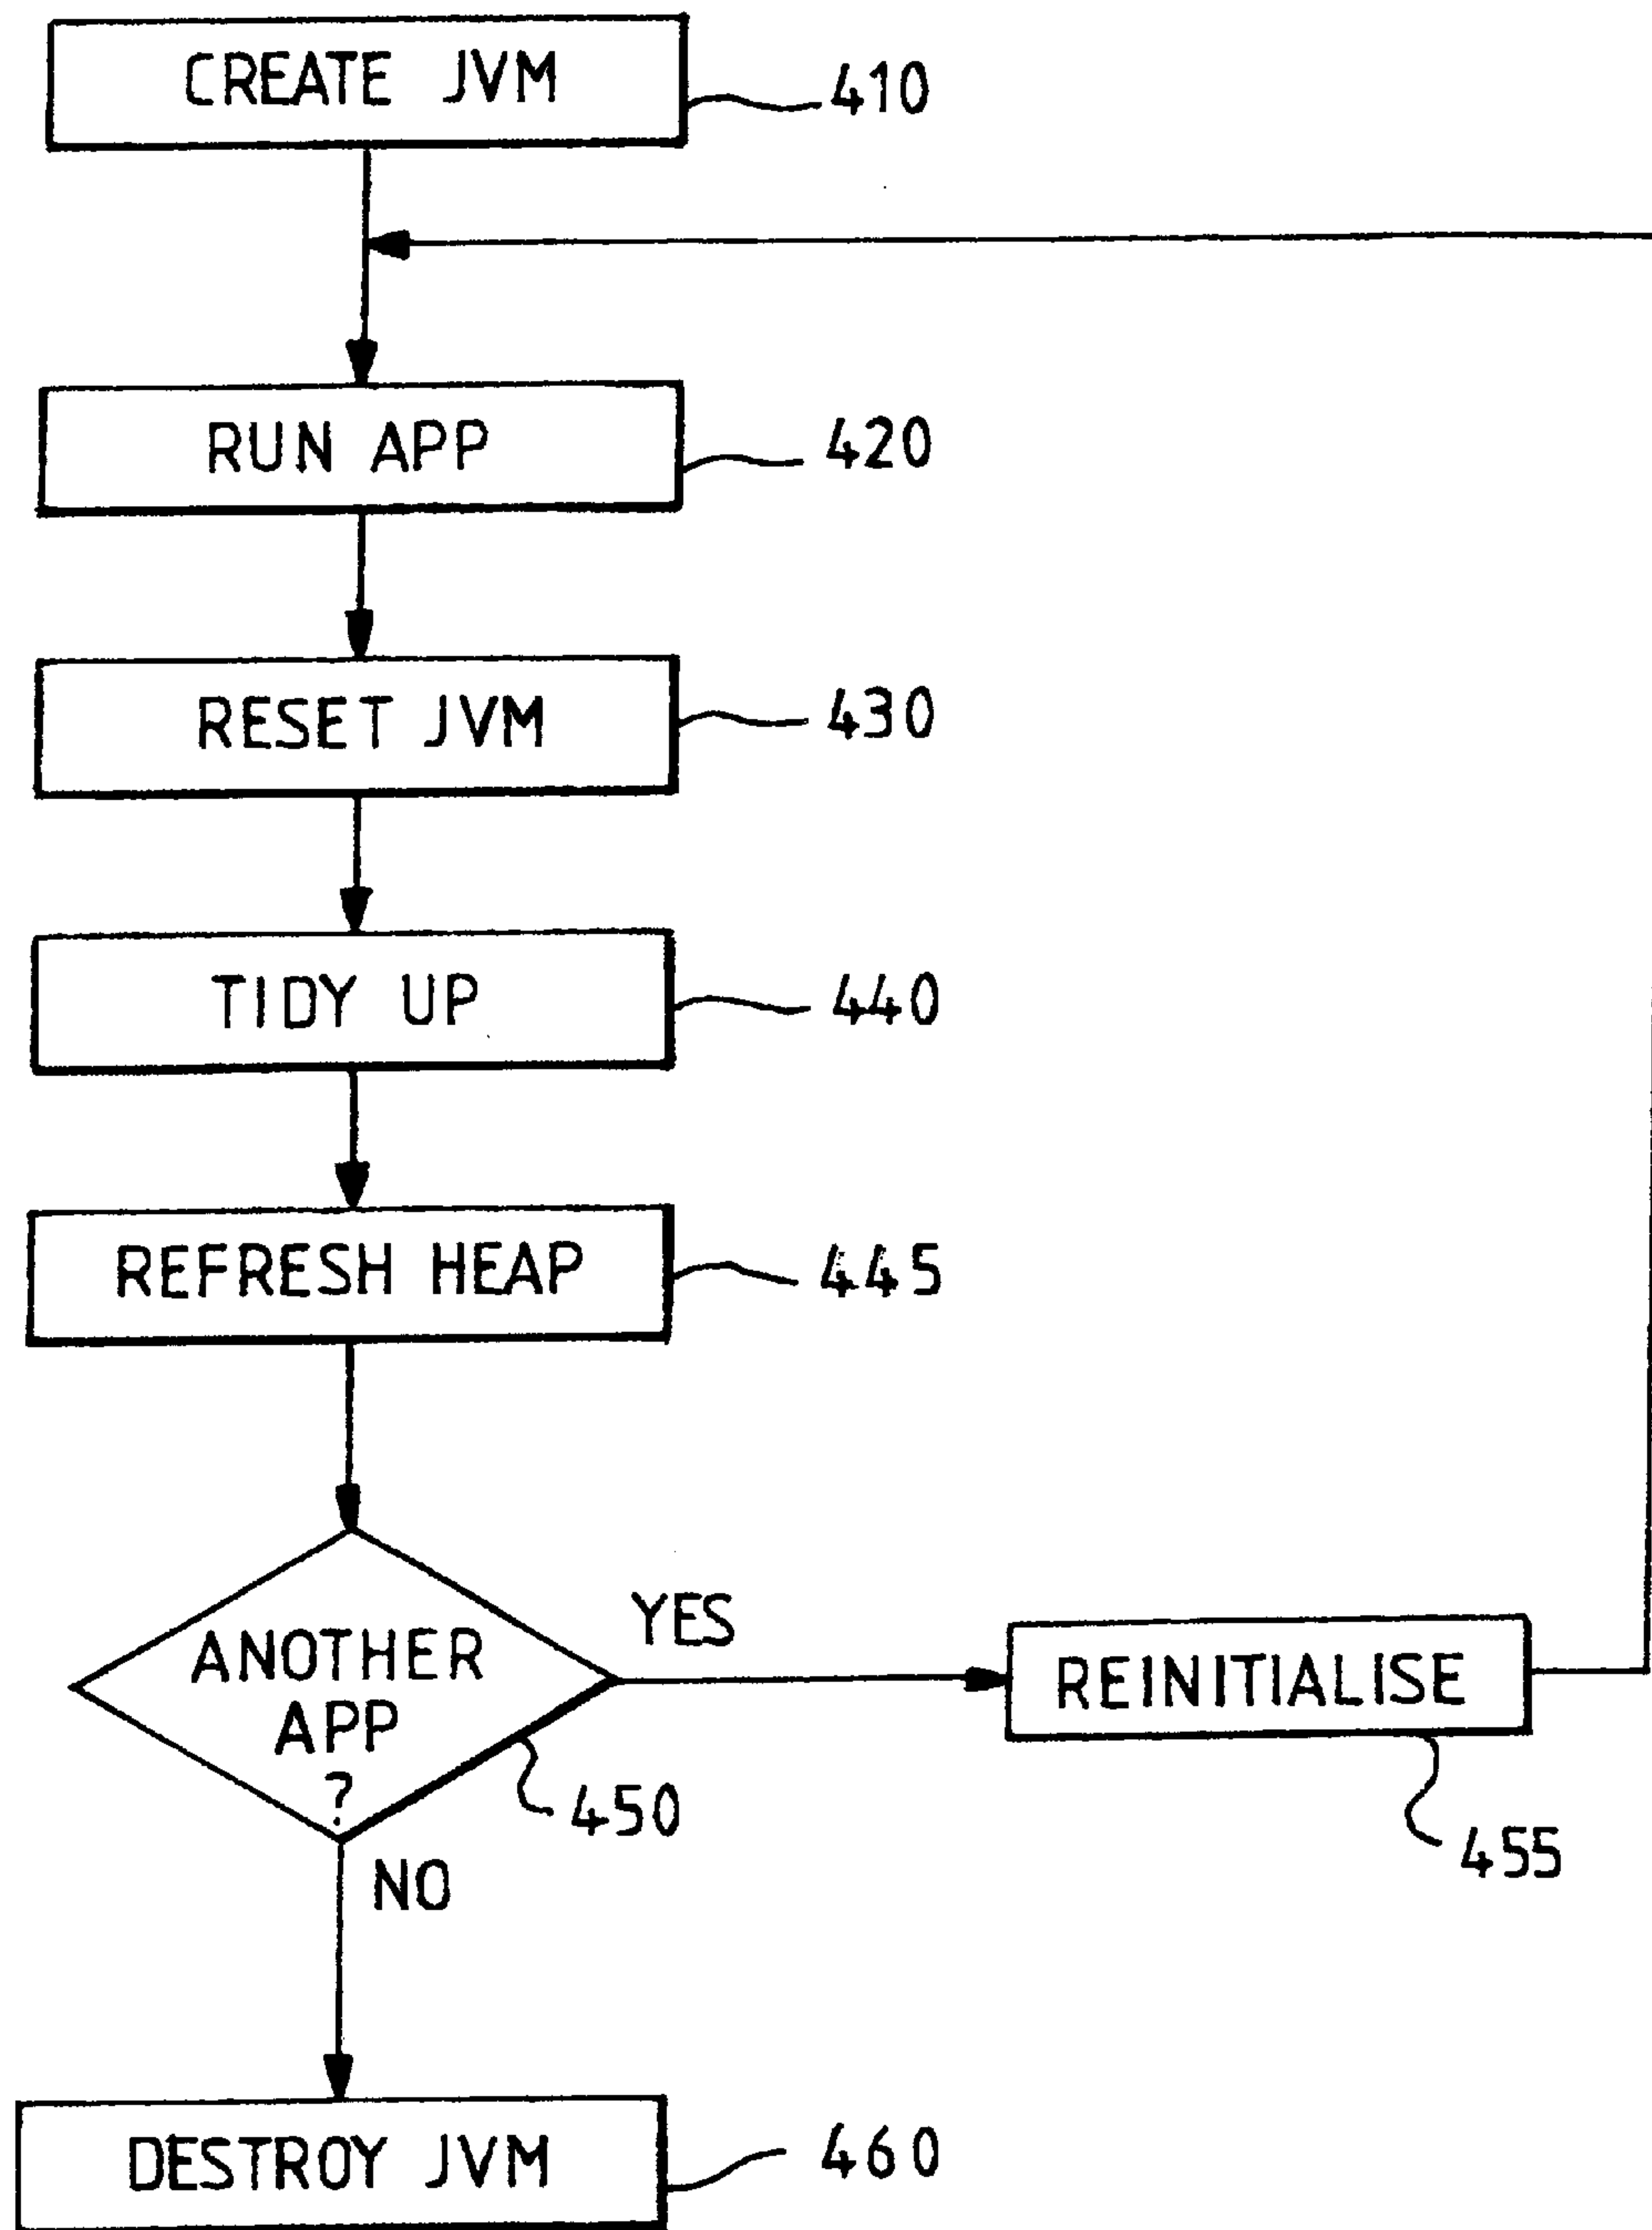 CREATE JVM
410
RUN APP
420
RESET JVM
430
TIDY UP
440
REFRESH HEAP
445
ANOTHER
APP
?
YES
450
NO
REINITIALISE
455
DESTROY JVM
460